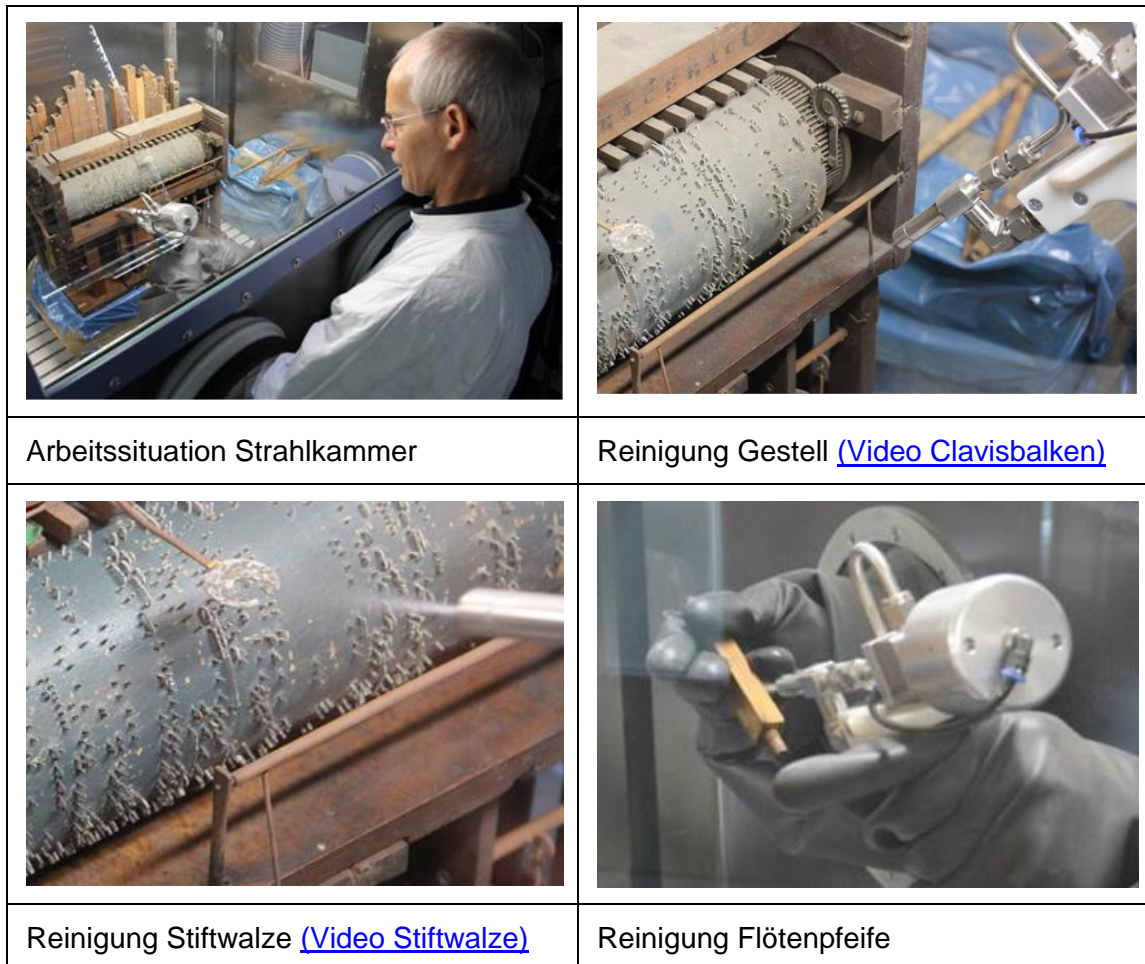 Arbeitssituation Strahlkammer
Reinigung Gestell (Video Clavisbalken)
Reinigung Stiftwalze (Video Stiftwalze)
Reinigung Flötenpfeife